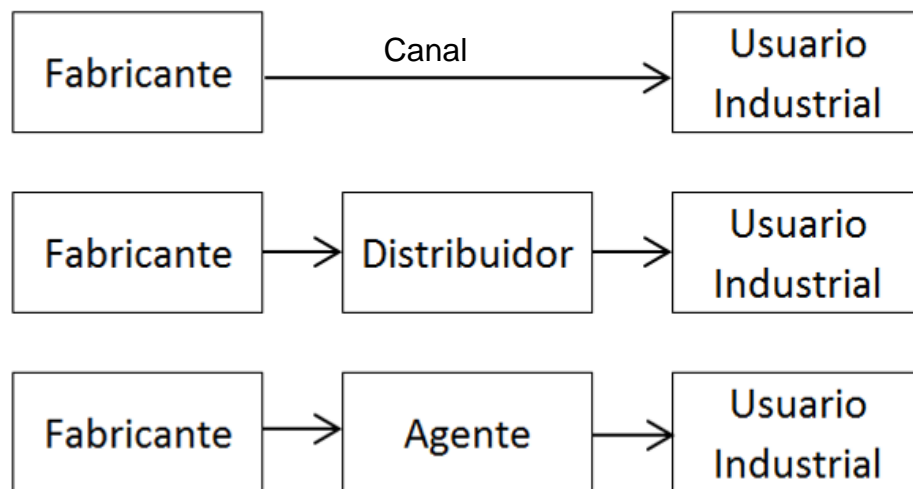 Fabricante
Canal
Usuario
Industrial
Fabricante
Distribuidor
Usuario
Industrial
Fabricante
Agente
Usuario
Industrial